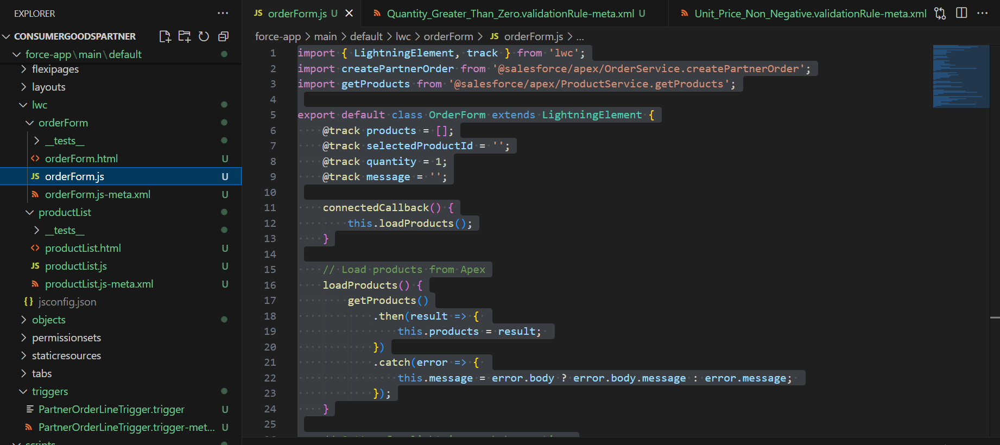 EXPLORER
CONSUMERGOODSPARTNER
force-app\main\default
flexipages
layouts
lwc
orderForm
__tests__
orderForm.html U
orderForm.js U
orderForm.js-meta.xml U
productList
__tests__
productList.html U
productList.js U
productList.js-meta.xml U
jsconfig.json
objects
permissionsets
staticresources
tabs
triggers
PartnerOrderLineTrigger.trigger U
PartnerOrderLineTrigger.trigger-met... U
scripts
JS orderForm.js U
Quantity_Greater_Than_Zero.validationRule-meta.xml U
Unit_Price_Non_Negative.validationRule-meta.xml
force-app > main > default > lwc > orderForm > JS orderForm.js > ...
1 import { LightningElement, track } from 'lwc';
2 import createPartnerOrder from '@salesforce/apex/OrderService.createPartnerOrder';
3 import getProducts from '@salesforce/apex/ProductService.getProducts';
4
5 export default class OrderForm extends LightningElement {
6     @track products = [];
7     @track selectedProductId = '';
8     @track quantity = 1;
9     @track message = '';
10
11     connectedCallback() {
12         this.loadProducts();
13     }
14
15     // Load products from Apex
16     loadProducts() {
17         getProducts()
18             .then(result => {
19                 this.products = result;
20             })
21             .catch(error => {
22                 this.message = error.body ? error.body.message : error.message;
23             });
24     }
25